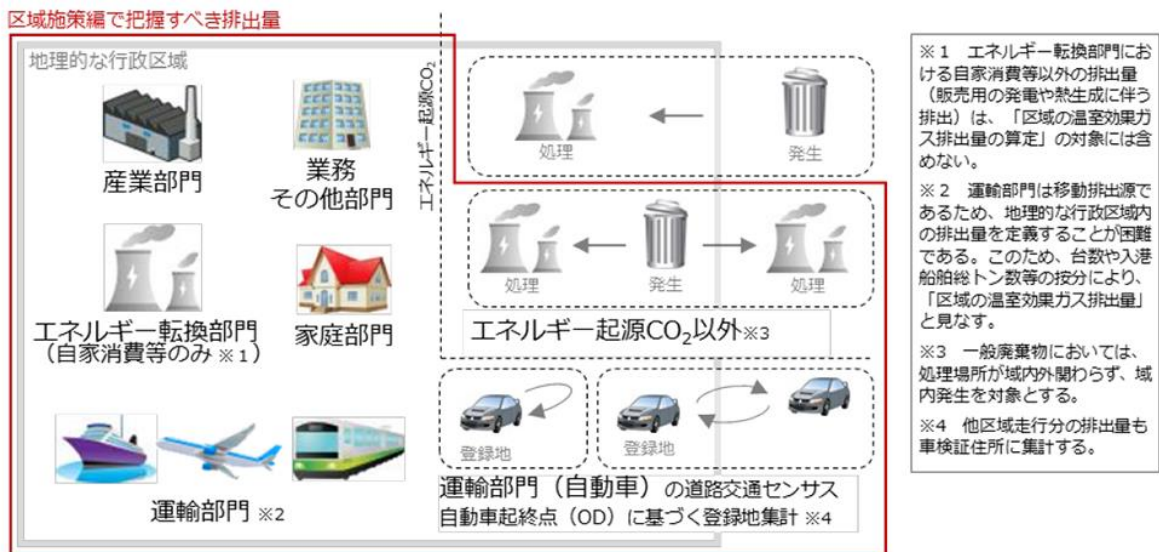 区域施策編で把握すべき排出量
地理的な行政区域
産業部門
業務
その他部門
エネルギー転換部門
（自家消費等のみ ※1）
家庭部門
運輸部門 ※2
エネルギー起源CO₂
処理
発生
処理
発生
処理
エネルギー起源CO₂以外※3
登録地
登録地
運輸部門（自動車）の道路交通センサス
自動車起終点（OD）に基づく登録地集計 ※4
※１　エネルギー転換部門にお
ける自家消費等以外の排出量
（販売用の発電や熱生成に伴う
排出）は、「区域の温室効果ガ
ス排出量の算定」の対象には含
めない。
※２　運輸部門は移動排出源で
あるため、地理的な行政区域内
の排出量を定義することが困難
である。このため、台数や入港
船舶総トン数等の按分により、
「区域の温室効果ガス排出量」
と見なす。
※３　一般廃棄物においては、
処理場所が域内外関わらず、域
内発生を対象とする。
※４　他区域走行分の排出量も
車検証住所に集計する。